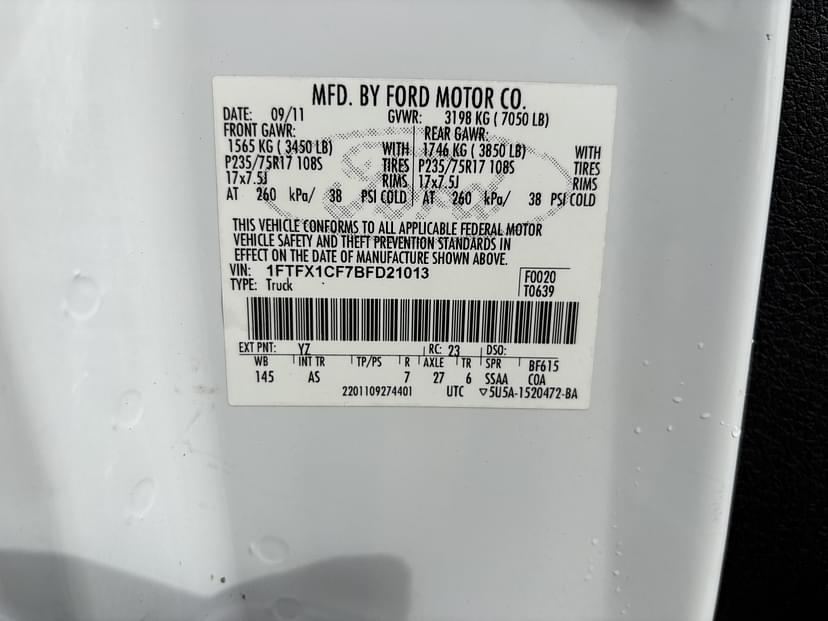 MFD. BY FORD MOTOR CO.
DATE: 09/11 GVWR: 3198 KG ( 7050 LB)
FRONT GAWR: REAR GAWR:
1565 KG ( 3450 LB) WITH 1746 KG ( 3850 LB) WITH
P235/75R17 108S TIRES P235/75R17 108S TIRES
17x7.5J RIMS 17x7.5J RIMS
AT 260 kPa/ 38 PSI COLD AT 260 kPa/ 38 PSI COLD
THIS VEHICLE CONFORMS TO ALL APPLICABLE FEDERAL MOTOR
VEHICLE SAFETY AND THEFT PREVENTION STANDARDS IN
EFFECT ON THE DATE OF MANUFACTURE SHOWN ABOVE.
VIN: 1FTFX1CF7BFD21013 F0020
TYPE: Truck T0639
EXT PNT: YZ RC: 23 DSO:
WB INT TR TP/PS R AXLE TR SPR BF615
145 AS 7 27 6 SSAA COA
2201109274401 UTC ▽5U5A-1520472-BA